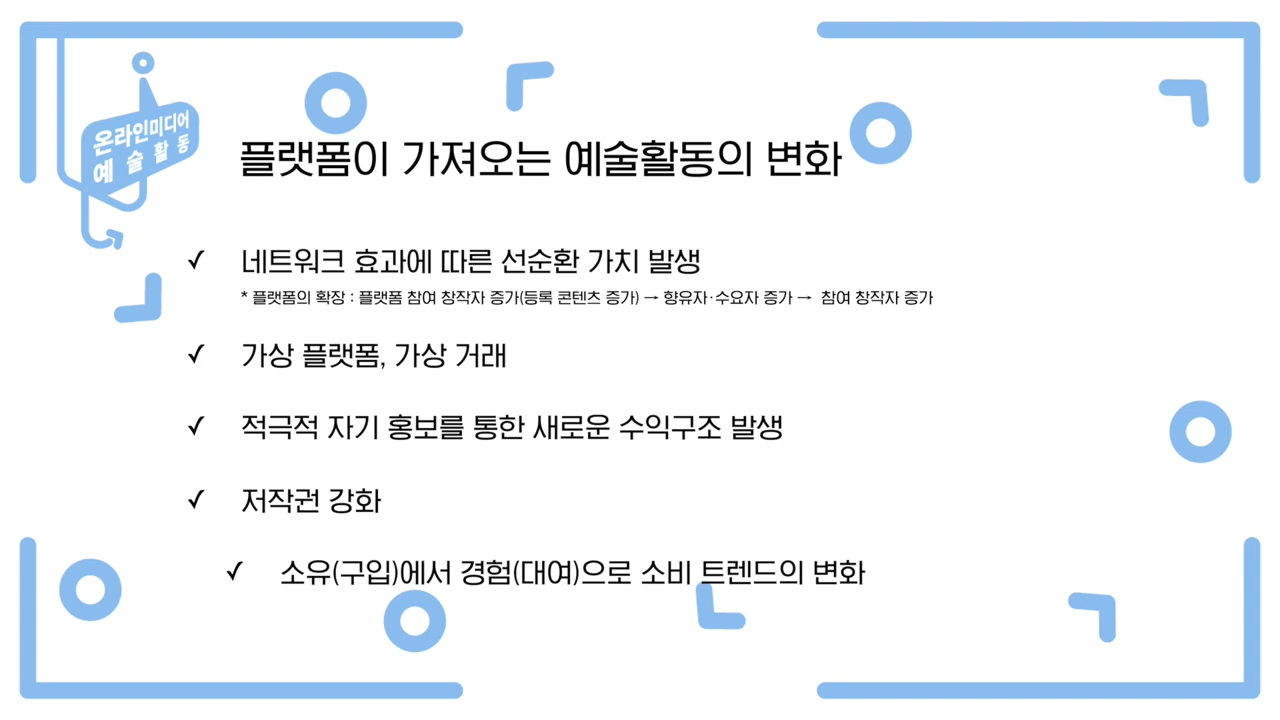 온라인미디어
예술활동
플랫폼이 가져오는 예술활동의 변화
✓ 네트워크 효과에 따른 선순환 가치 발생
* 플랫폼의 확장 : 플랫폼 참여 창작자 증가(등록 콘텐츠 증가) → 향유자·수요자 증가 → 참여 창작자 증가
✓ 가상 플랫폼, 가상 거래
✓ 적극적 자기 홍보를 통한 새로운 수익구조 발생
✓ 저작권 강화
✓ 소유(구입)에서 경험(대여)으로 소비 트렌드의 변화